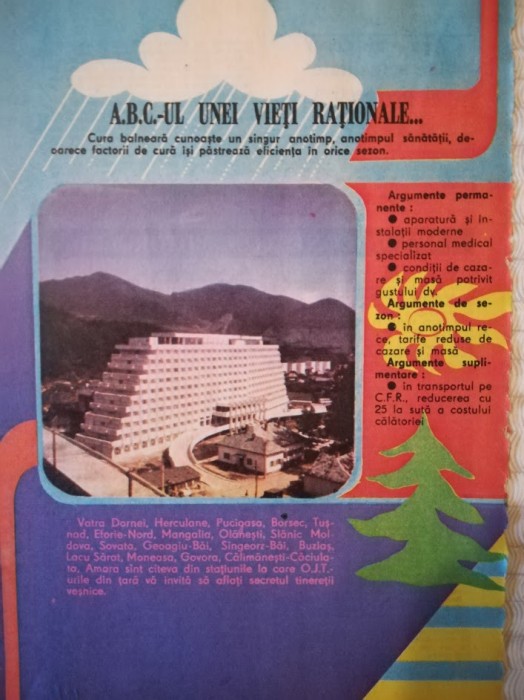 A.B.C.-UL UNEI VIEȚI RAȚIONALE...
Cura balneară cunoaște un singur anotimp, anotimpul sănătății, de-
oarece factorii de cură își păstrează eficiența în orice sezon.
Argumente perma-
nente :
● aparatură și in-
stalații moderne
● personal medical
specializat
● condiții de caza-
re și masă potrivit
gustului dv.
Argumente de se-
zon :
● în anotimpul re-
ce, tarife reduse de
cazare și masă
Argumente supli-
mentare :
● în transportul pe
C.F.R., reducerea cu
25 la sută a costului
călătoriei
Vatra Dornei, Herculane, Pucioasa, Borsec, Tuș-
nad, Eforie-Nord, Mangalia, Olănești, Slănic Mol-
dova, Sovata, Geoagiu-Băi, Singeorz-Băi, Buziaș,
Lacu Sărat, Moneasa, Govora, Călimănești-Căciula-
ta, Amara sînt cîteva din stațiunile la care O.J.T.-
urile din țară vă invită să aflați secretul tinereții
veșnice.